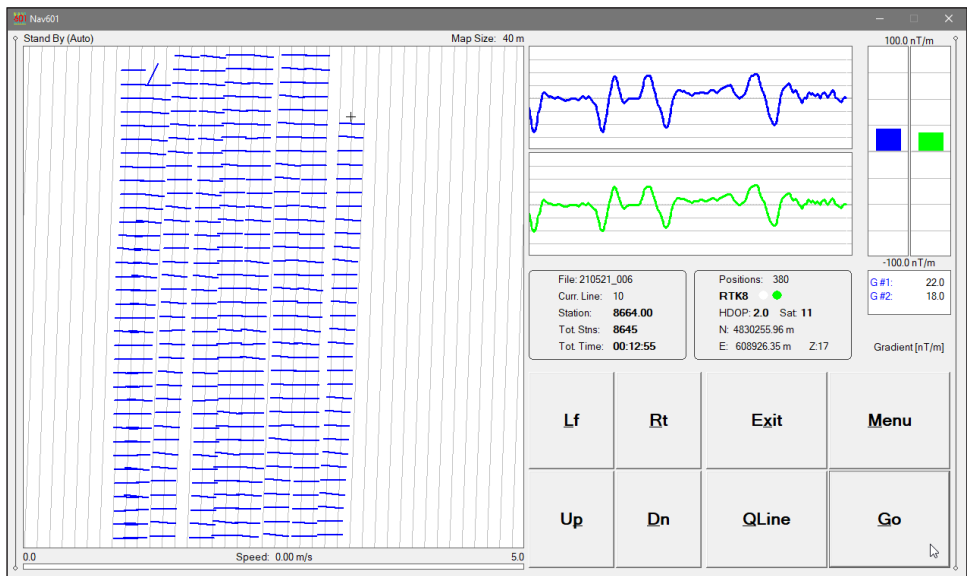 601 Nav601
Stand By (Auto) Map Size: 40 m
100.0 nT/m
-100.0 nT/m
File: 210521_006
Curr. Line: 10
Station: 8664.00
Tot. Stns: 8645
Tot. Time: 00:12:55
Positions: 380
RTK8
HDOP: 2.0 Sat: 11
N: 4830255.96 m
E: 608926.35 m Z:17
G #1: 22.0
G #2: 18.0
Gradient [nT/m]
Lf Rt Exit Menu
Up Dn QLine Go
0.0 Speed: 0.00 m/s 5.0